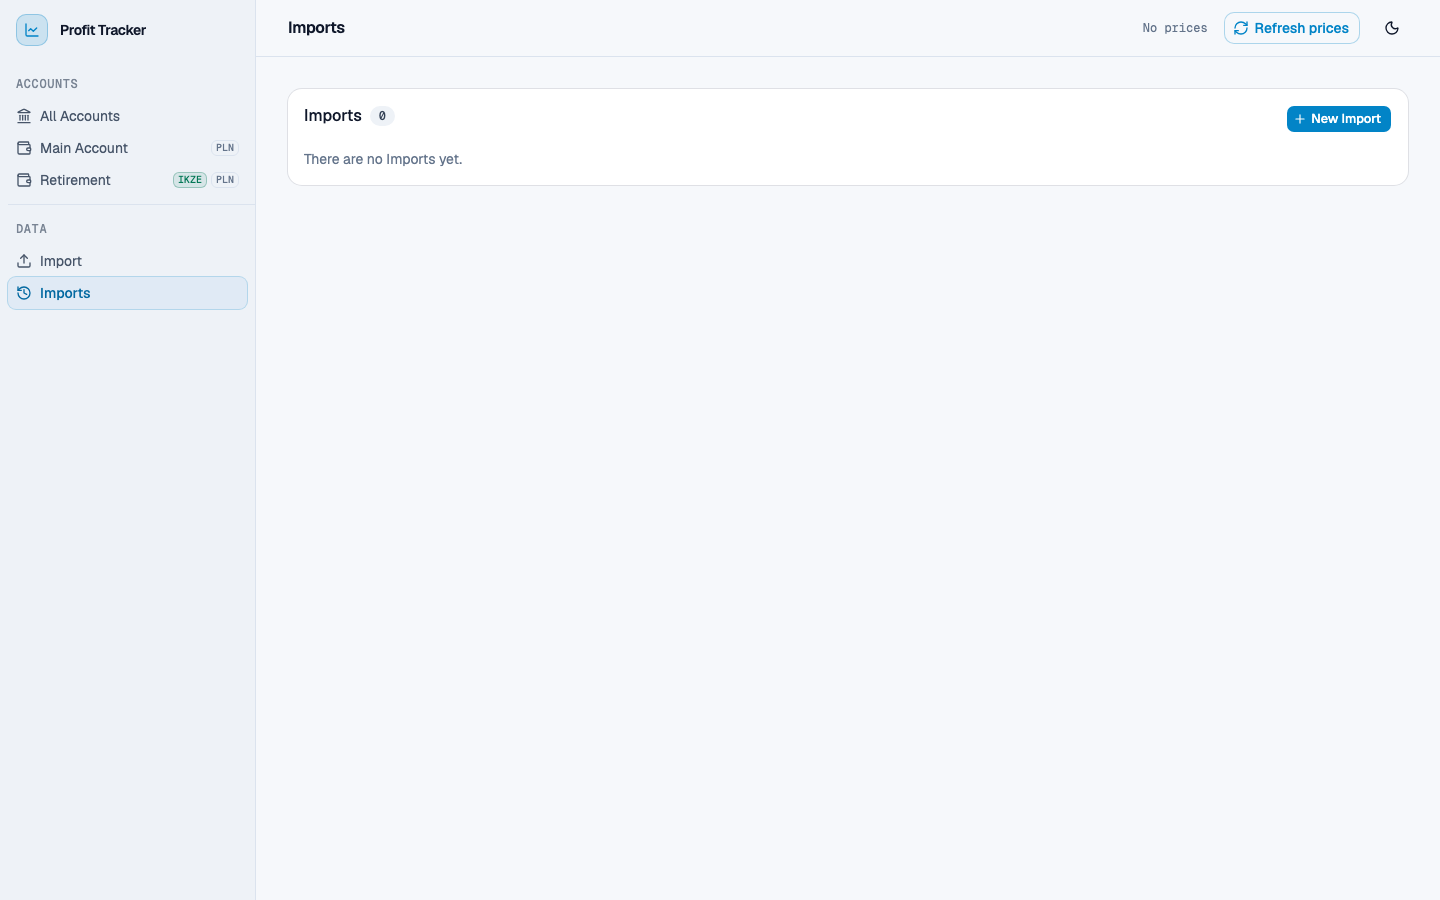 Profit Tracker
ACCOUNTS
All Accounts
Main Account PLN
Retirement IKZE PLN
DATA
Import
Imports
Imports
No prices
Refresh prices
Imports 0
New Import
There are no Imports yet.